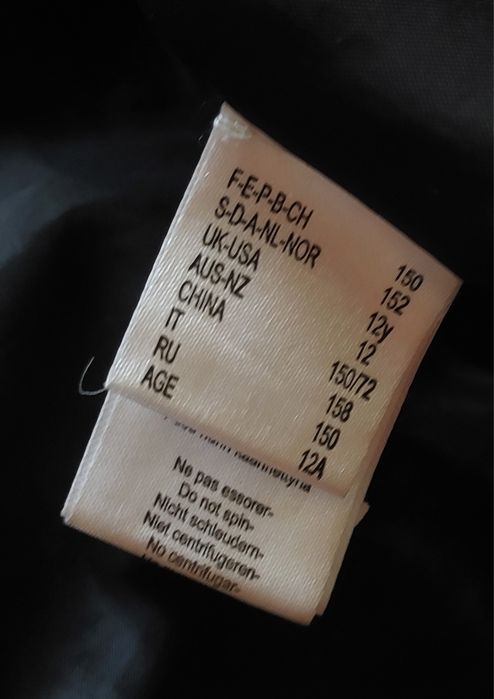 F-E-P-B-CH 150
S-D-A-NL-NOR 152
UK-USA 12y
AUS-NZ 12
CHINA 150/72
IT 158
RU 150
AGE 12A
Ne pas essorer-
Do not spin-
Nicht schleudern-
Niet centrifugeren-
No centrifugar-